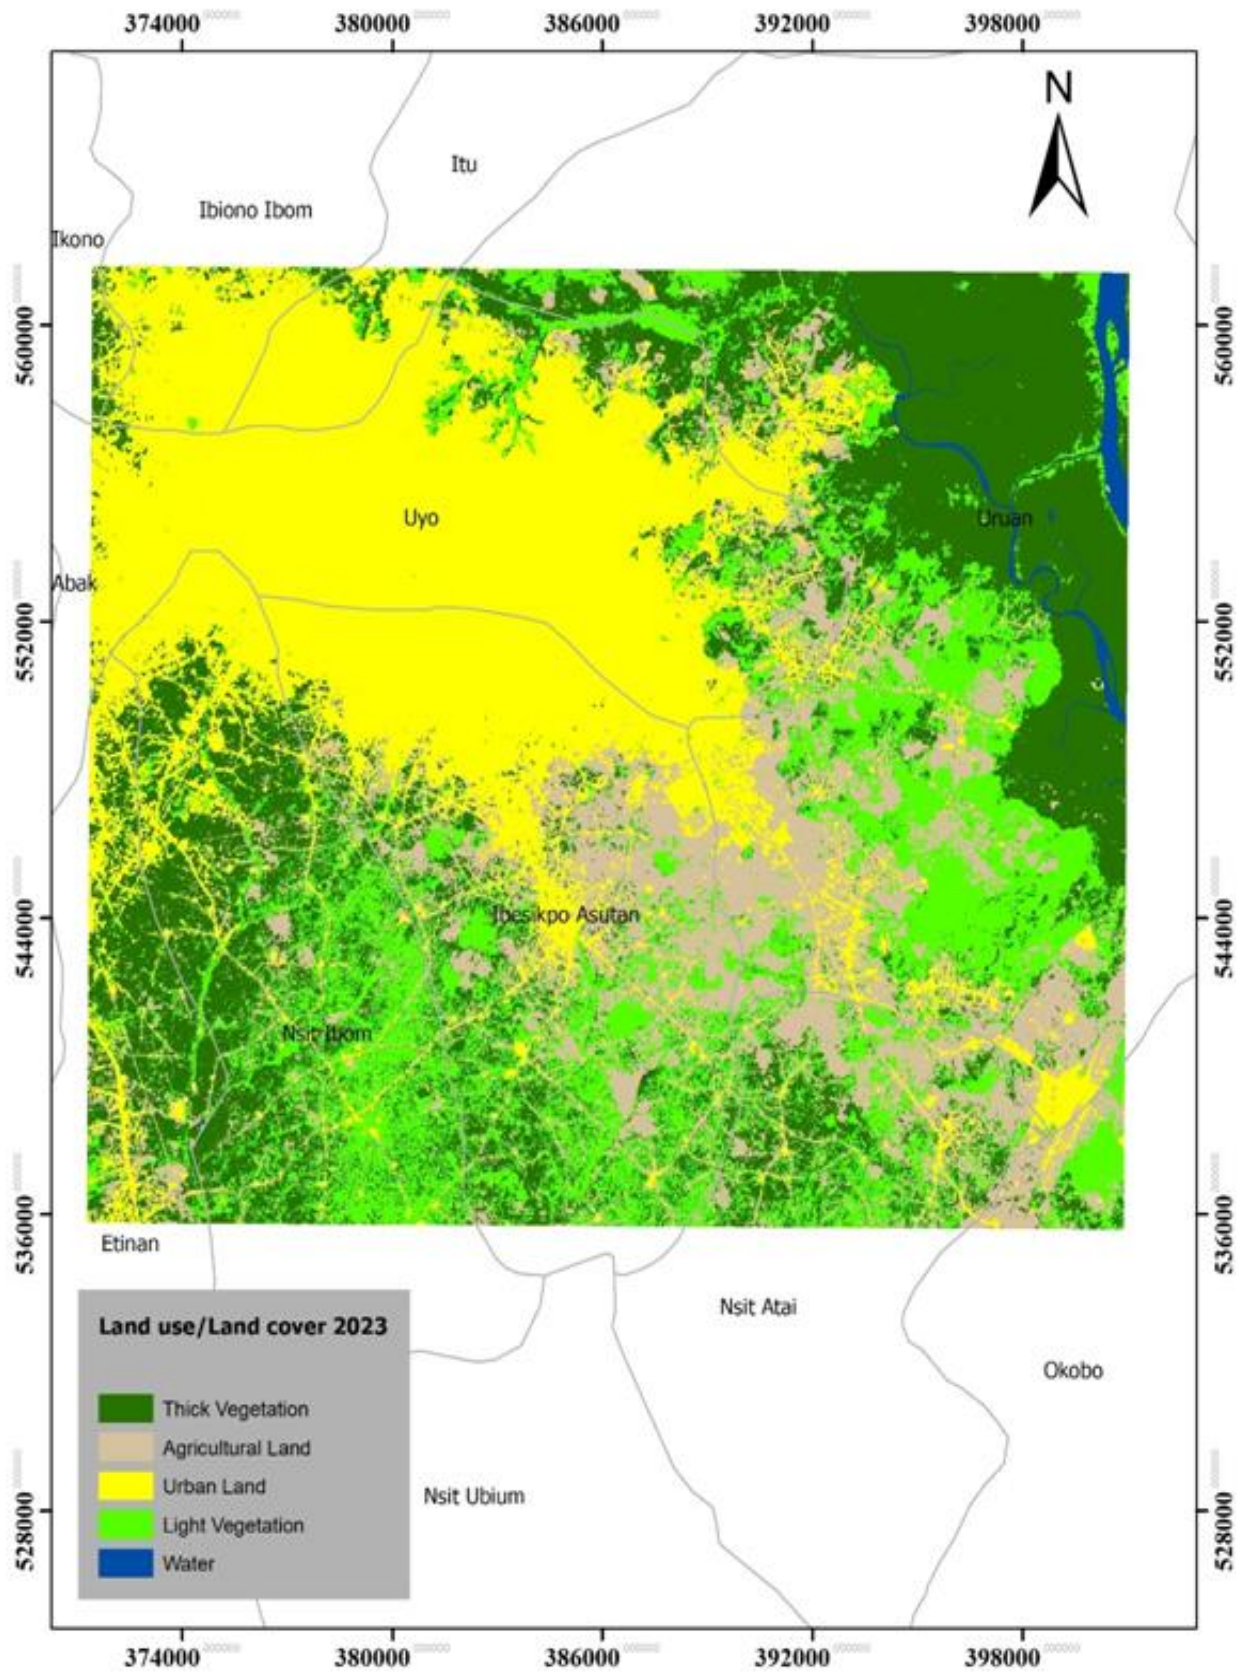 374000 380000 386000 392000 398000
N
Itu
Ibiono Ibom
Ikono
560000 560000
Uyo
Uruan
Abak
552000 552000
Ibesikpo Asutan
544000 544000
Nsit Ibom
536000 536000
Etinan
Nsit Atai
Land use/Land cover 2023
Okobo
Thick Vegetation
Agricultural Land
Urban Land
Nsit Ubium
Light Vegetation
528000 528000
Water
374000 380000 386000 392000 398000